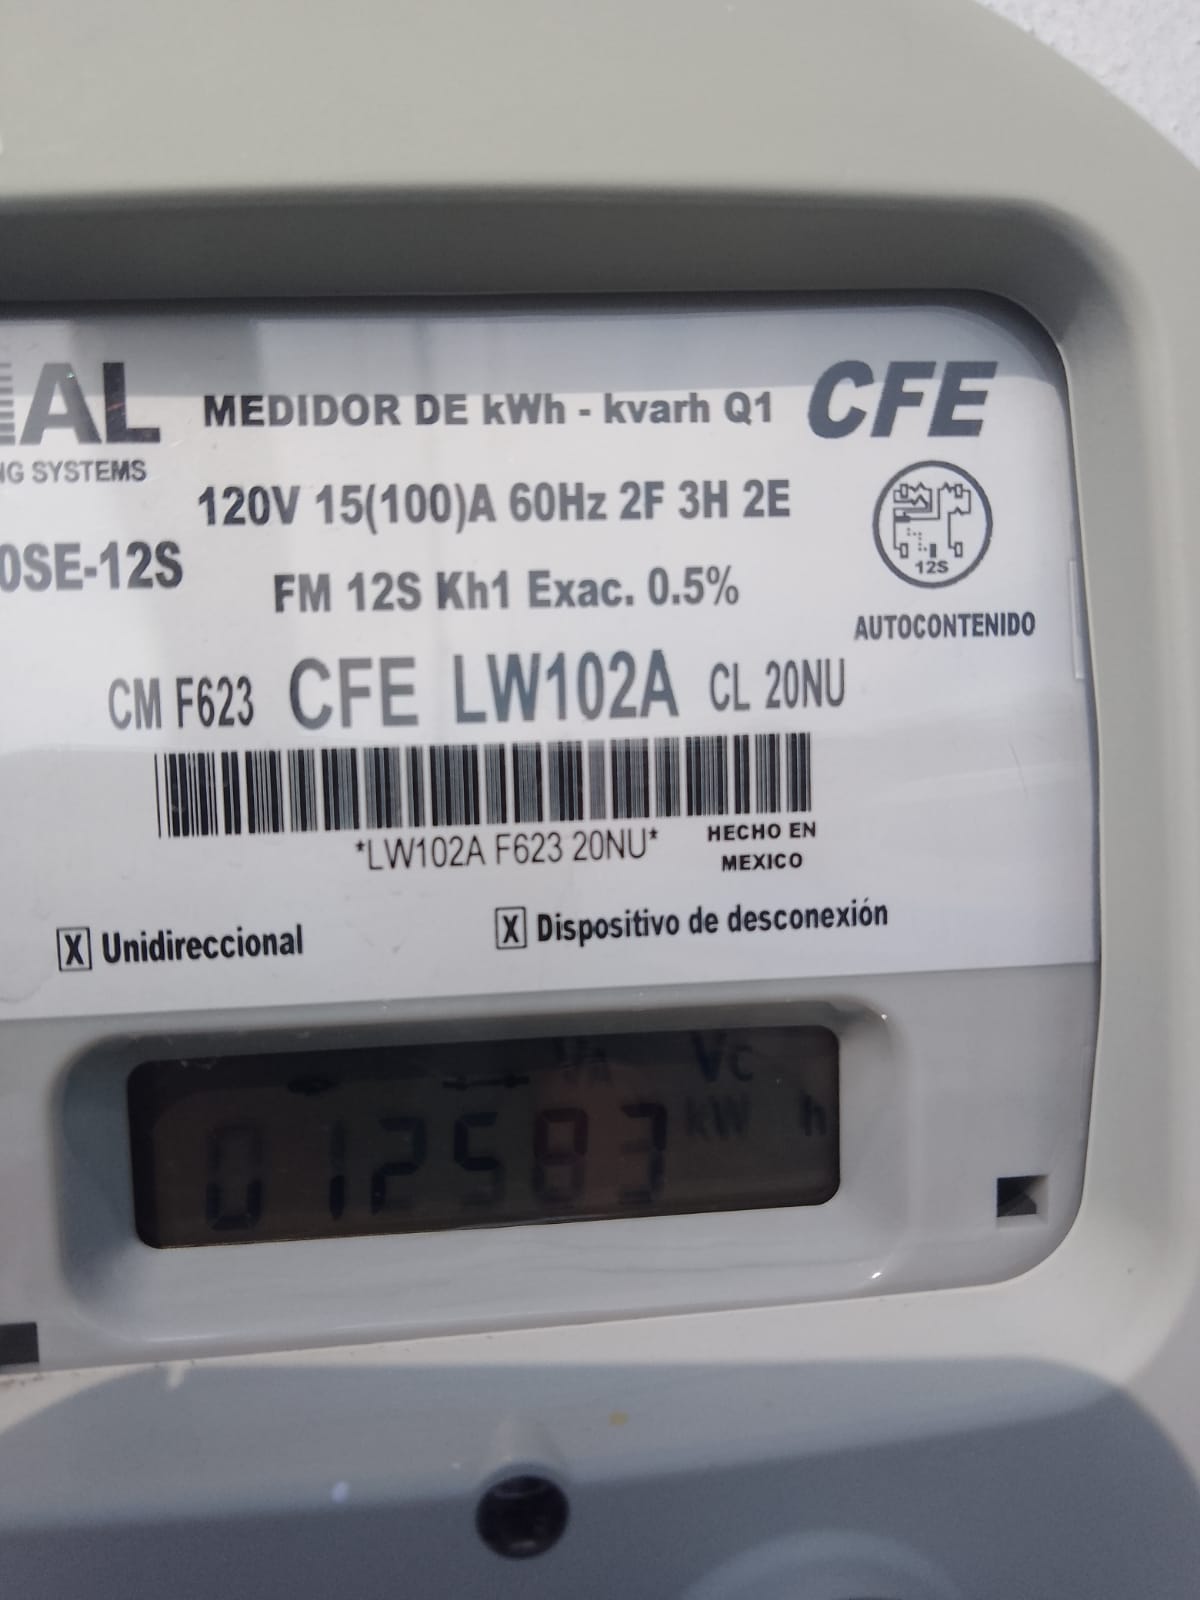 EAL
NG SYSTEMS
MEDIDOR DE kWh - kvarh Q1
CFE
120V 15(100)A 60Hz 2F 3H 2E
0SE-12S
FM 12S Kh1 Exac. 0.5%
12S
AUTOCONTENIDO
CM F623 CFE LW102A CL 20NU
*LW102A F623 20NU*
HECHO EN
MEXICO
X Unidireccional
X Dispositivo de desconexión
VA Vc
012583 kW h